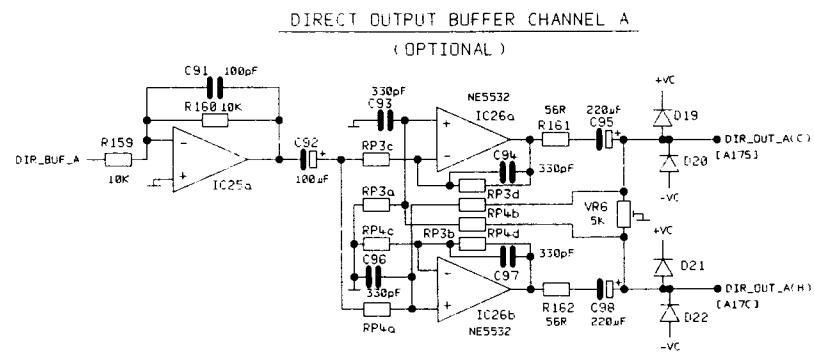 DIRECT OUTPUT BUFFER CHANNEL A
(OPTIONAL)
C91 100pF
R160 10K
R159
10K
DIR_BUF_A
IC25a
C92
100µF
330pF
C93
NE5532
IC26a
RP3c
C94
330pF
RP3d
RP3a
RP4b
RP4c
RP3b
RP4d
C96
330pF
C97
330pF
RP4a
IC26b
NE5532
56R
R161
220µF
C95
R162
56R
C98
220µF
VR6
5K
+VC
D19
DIR_OUT_A(C)
[A17S]
D20
-VC
+VC
D21
DIR_OUT_A(H)
[A17C]
D22
-VC